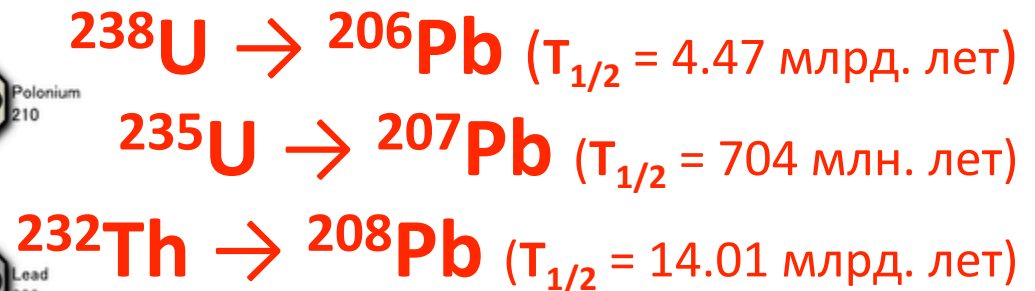 ²³⁸U → ²⁰⁶Pb (T₁/₂ = 4.47 млрд. лет)
Polonium
210
²³⁵U → ²⁰⁷Pb (T₁/₂ = 704 млн. лет)
²³²Th → ²⁰⁸Pb (T₁/₂ = 14.01 млрд. лет)
Lead